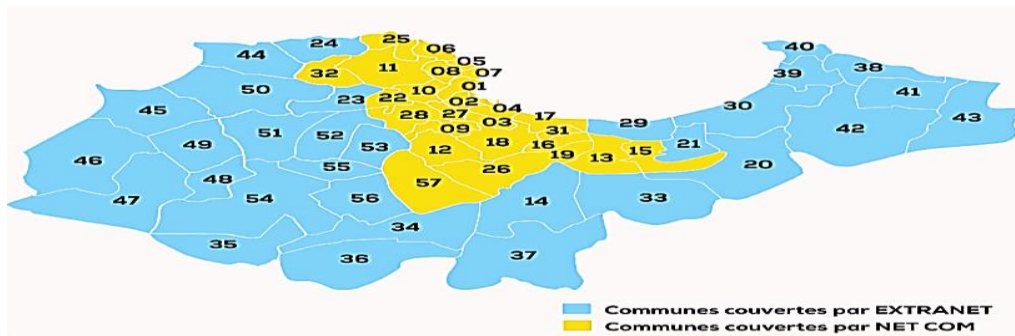 40
25
24 06
44 05 38
32 11 08 07 39
01 41
50 10
22 02
23 04 30
45 28 27 03 17 29 43
51 52 09 31 42
49 53 12 18 16 15 21
46 19 13
55 26 20
48 57
47 54 56 14 33
34
35
36 37
Communes couvertes par EXTRANET
Communes couvertes par NET COM